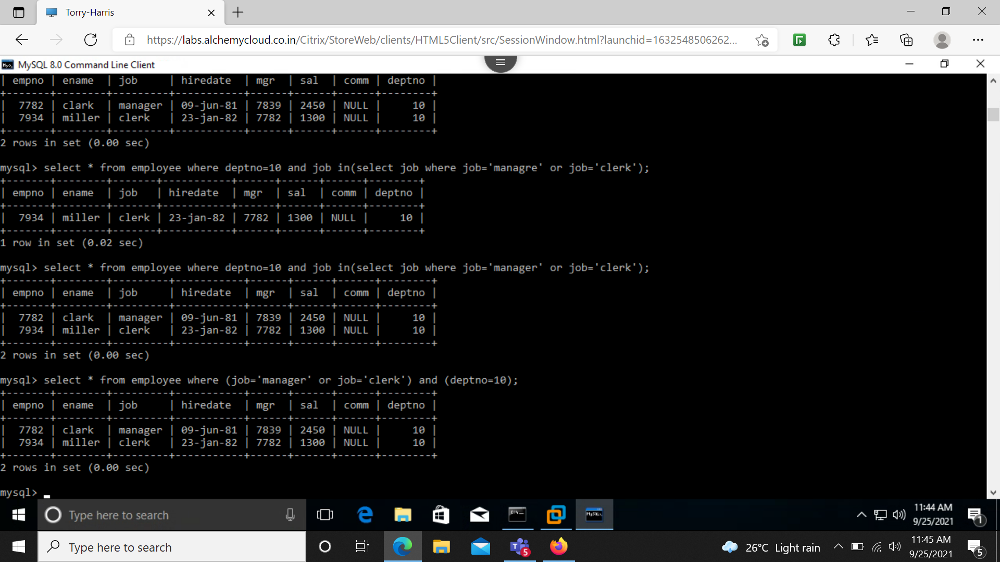 Torry-Harris
https://labs.alchemycloud.co.in/Citrix/StoreWeb/clients/HTML5Client/src/SessionWindow.html?launchid=1632548506262...
MySQL 8.0 Command Line Client
| empno | ename  | job     | hiredate  | mgr  | sal  | comm | deptno |
+-------+--------+---------+-----------+------+------+------+--------+
|  7782 | clark  | manager | 09-jun-81 | 7839 | 2450 | NULL |     10 |
|  7934 | miller | clerk   | 23-jan-82 | 7782 | 1300 | NULL |     10 |
+-------+--------+---------+-----------+------+------+------+--------+
2 rows in set (0.00 sec)
mysql> select * from employee where deptno=10 and job in(select job where job='managre' or job='clerk');
+-------+--------+-------+-----------+------+------+------+--------+
| empno | ename  | job   | hiredate  | mgr  | sal  | comm | deptno |
+-------+--------+-------+-----------+------+------+------+--------+
|  7934 | miller | clerk | 23-jan-82 | 7782 | 1300 | NULL |     10 |
+-------+--------+-------+-----------+------+------+------+--------+
1 row in set (0.02 sec)
mysql> select * from employee where deptno=10 and job in(select job where job='manager' or job='clerk');
+-------+--------+---------+-----------+------+------+------+--------+
| empno | ename  | job     | hiredate  | mgr  | sal  | comm | deptno |
+-------+--------+---------+-----------+------+------+------+--------+
|  7782 | clark  | manager | 09-jun-81 | 7839 | 2450 | NULL |     10 |
|  7934 | miller | clerk   | 23-jan-82 | 7782 | 1300 | NULL |     10 |
+-------+--------+---------+-----------+------+------+------+--------+
2 rows in set (0.00 sec)
mysql> select * from employee where (job='manager' or job='clerk') and (deptno=10);
+-------+--------+---------+-----------+------+------+------+--------+
| empno | ename  | job     | hiredate  | mgr  | sal  | comm | deptno |
+-------+--------+---------+-----------+------+------+------+--------+
|  7782 | clark  | manager | 09-jun-81 | 7839 | 2450 | NULL |     10 |
|  7934 | miller | clerk   | 23-jan-82 | 7782 | 1300 | NULL |     10 |
+-------+--------+---------+-----------+------+------+------+--------+
2 rows in set (0.00 sec)
mysql> _
Type here to search
11:44 AM
9/25/2021
1
Type here to search
5
26°C Light rain
11:45 AM
9/25/2021
5